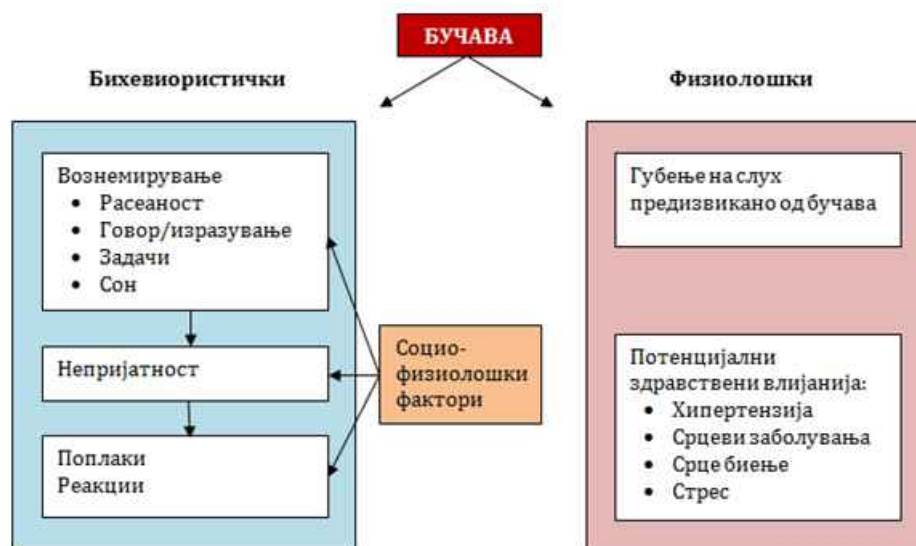 БУЧАВА
Бихевиористички
Физиолошки
Вознемирување
• Расеаност
• Говор/изразување
• Задачи
• Сон
Непријатност
Поплаки
Реакции
Социо-
физиолошки
фактори
Губење на слух
предизвикано од бучава
Потенцијални
здравствени влијанија:
• Хипертензија
• Срцеви заболувања
• Срце биење
• Стрес